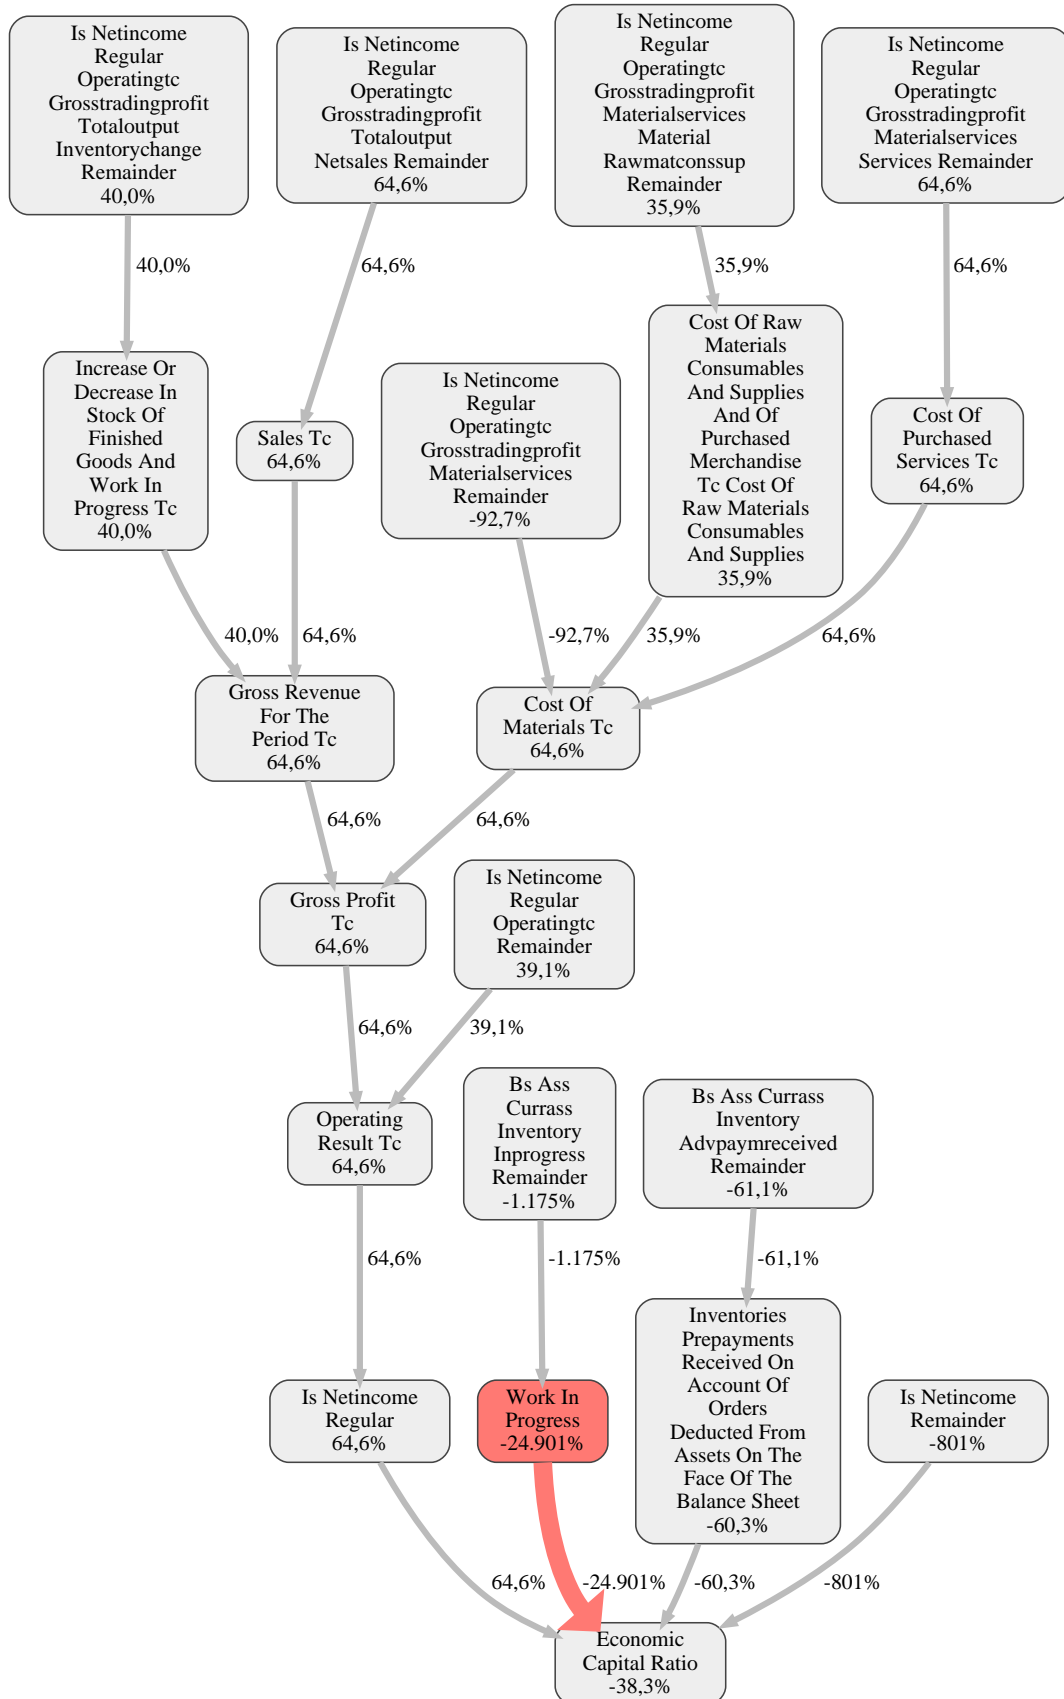 Is Netincome
Regular
Operatingtc
Grosstradingprofit
Totaloutput
Inventorychange
Remainder
40,0%
Is Netincome
Regular
Operatingtc
Grosstradingprofit
Totaloutput
Netsales Remainder
64,6%
Is Netincome
Regular
Operatingtc
Grosstradingprofit
Materialservices
Material
Rawmatconssup
Remainder
35,9%
Is Netincome
Regular
Operatingtc
Grosstradingprofit
Materialservices
Services Remainder
64,6%
40,0%
64,6%
35,9%
64,6%
Increase Or
Decrease In
Stock Of
Finished
Goods And
Work In
Progress Tc
40,0%
Sales Tc
64,6%
Is Netincome
Regular
Operatingtc
Grosstradingprofit
Materialservices
Remainder
-92,7%
Cost Of Raw
Materials
Consumables
And Supplies
And Of
Purchased
Merchandise
Tc Cost Of
Raw Materials
Consumables
And Supplies
35,9%
Cost Of
Purchased
Services Tc
64,6%
40,0%
64,6%
-92,7%
35,9%
64,6%
Gross Revenue
For The
Period Tc
64,6%
Cost Of
Materials Tc
64,6%
64,6%
64,6%
Gross Profit
Tc
64,6%
Is Netincome
Regular
Operatingtc
Remainder
39,1%
64,6%
39,1%
Operating
Result Tc
64,6%
Bs Ass
Currass
Inventory
Inprogress
Remainder
-1.175%
Bs Ass Currass
Inventory
Advpaymreceived
Remainder
-61,1%
64,6%
-1.175%
-61,1%
Is Netincome
Regular
64,6%
Work In
Progress
-24.901%
Inventories
Prepayments
Received On
Account Of
Orders
Deducted From
Assets On The
Face Of The
Balance Sheet
-60,3%
Is Netincome
Remainder
-801%
64,6%
-24.901%
-60,3%
-801%
Economic
Capital Ratio
-38,3%